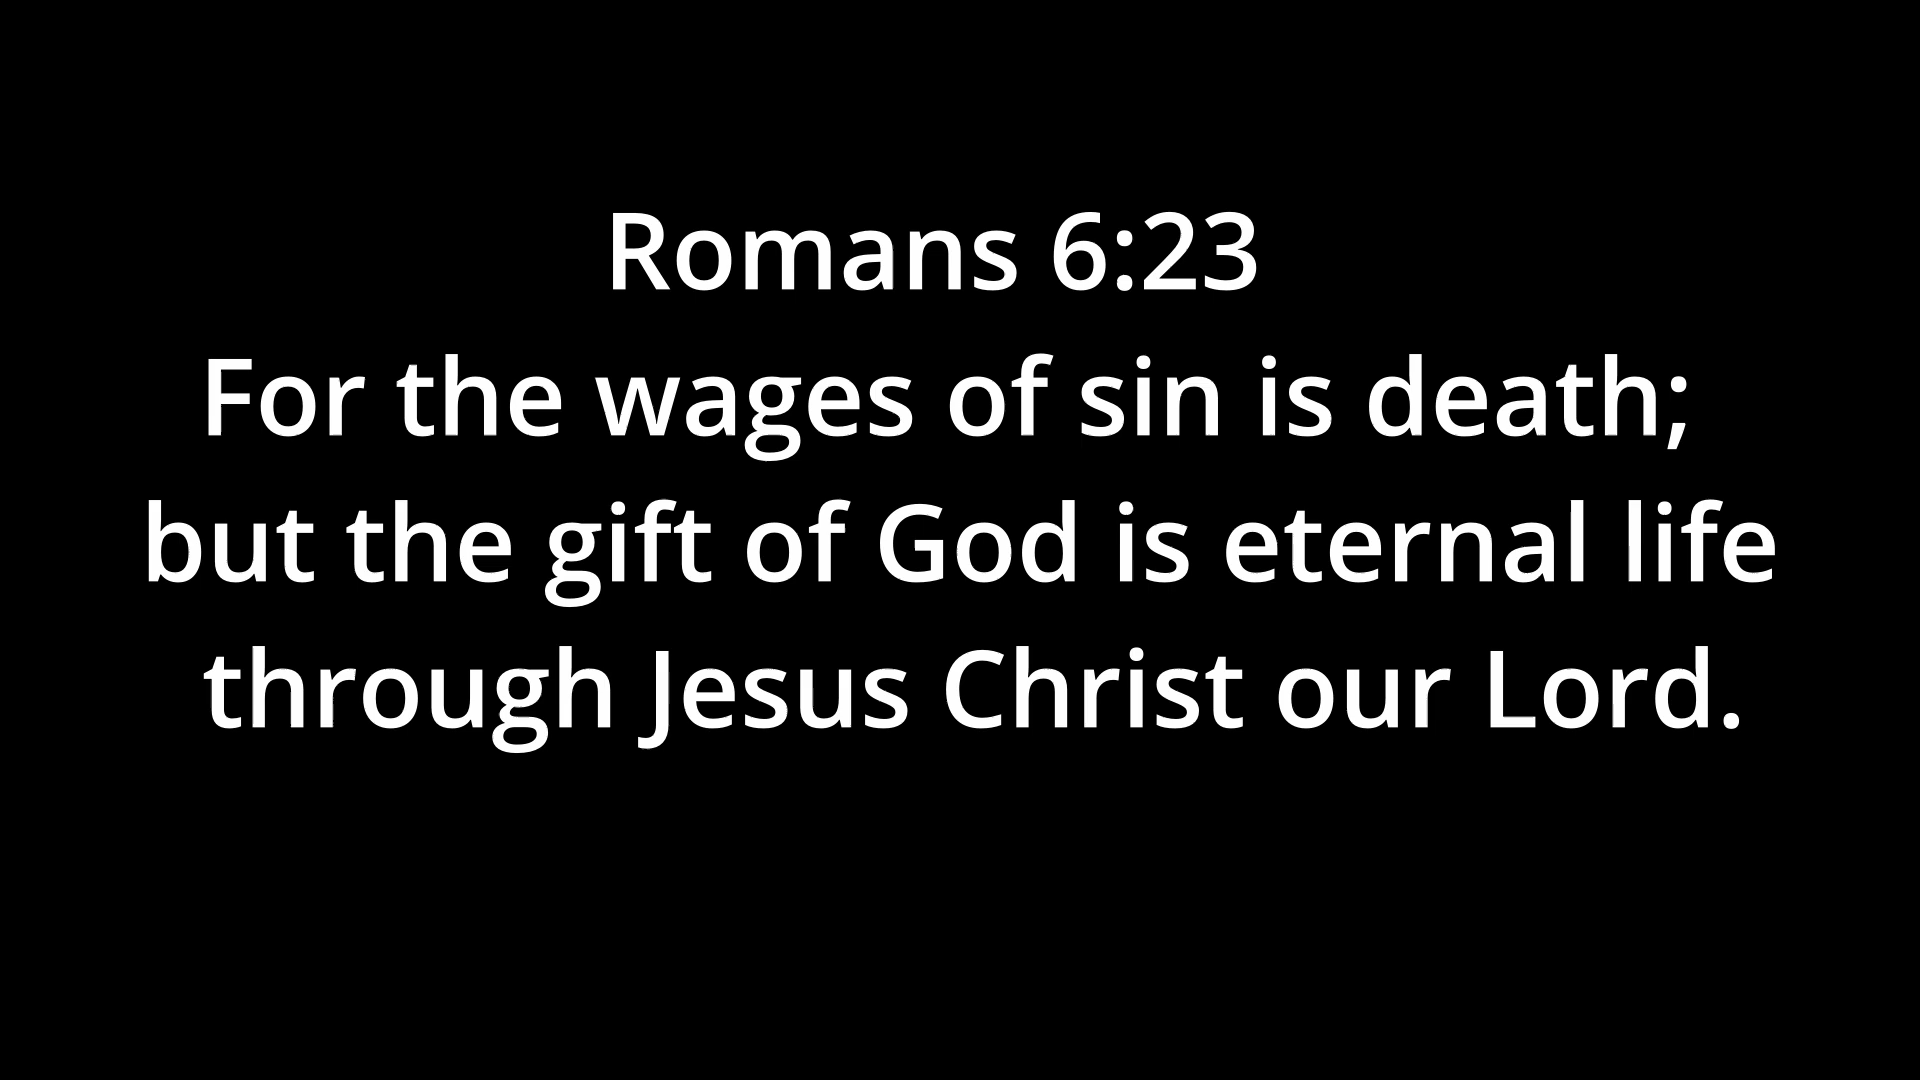 Romans 6:23
For the wages of sin is death;
but the gift of God is eternal life
through Jesus Christ our Lord.